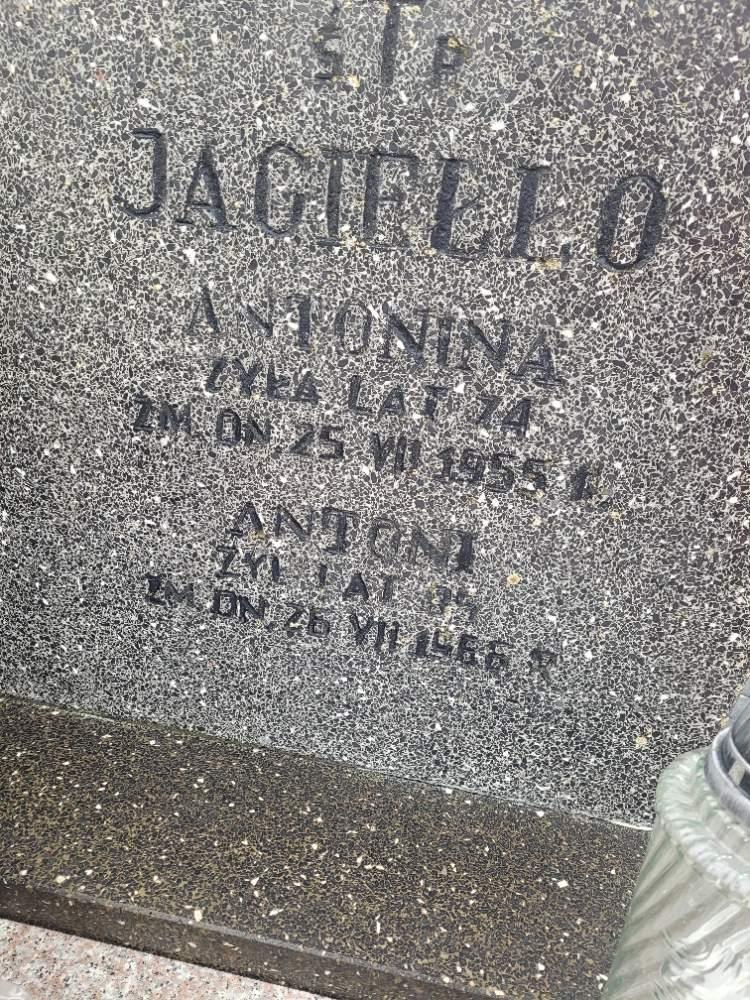 Ś P
JAGIEŁŁO
ANTONINA
ŻYŁA LAT 74
ZM. DN. 25 VII 1955 R
ANTONI
ŻYŁ LAT
ZM DN. 26 VII 1966 R